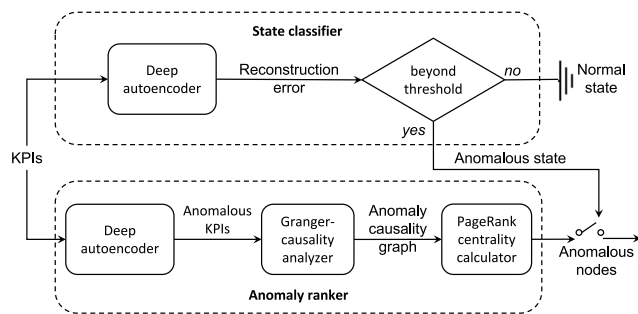 State classifier
Deep
autoencoder
Reconstruction
error
beyond
threshold
no
Normal
state
yes
KPIs
Anomalous state
Deep
autoencoder
Anomalous
KPIs
Granger-
causality
analyzer
Anomaly
causality
graph
PageRank
centrality
calculator
Anomalous
nodes
Anomaly ranker